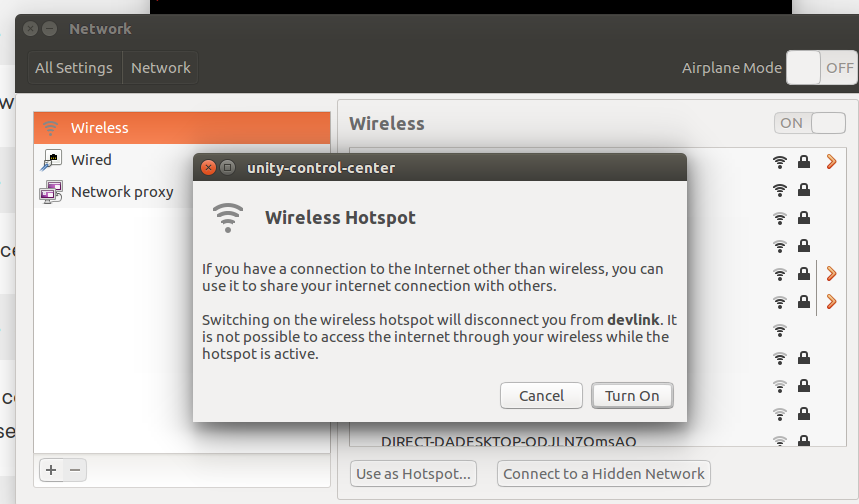 Network
All Settings
Network
Airplane Mode
OFF
Wireless
Wired
Network proxy
Wireless
ON
unity-control-center
Wireless Hotspot
If you have a connection to the Internet other than wireless, you can
use it to share your internet connection with others.
Switching on the wireless hotspot will disconnect you from devlink. It
is not possible to access the internet through your wireless while the
hotspot is active.
Cancel
Turn On
Use as Hotspot...
Connect to a Hidden Network